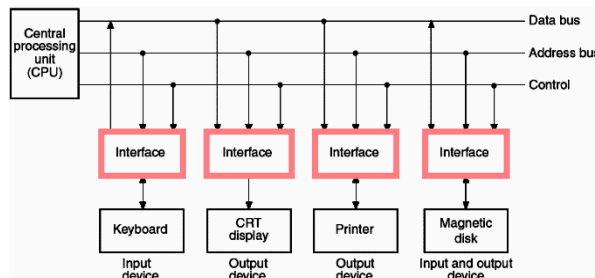 Central
processing
unit
(CPU)
Data bus
Address bus
Control
Interface
Interface
Interface
Interface
Keyboard
CRT
display
Printer
Magnetic
disk
Input
device
Output
device
Output
device
Input and output
device